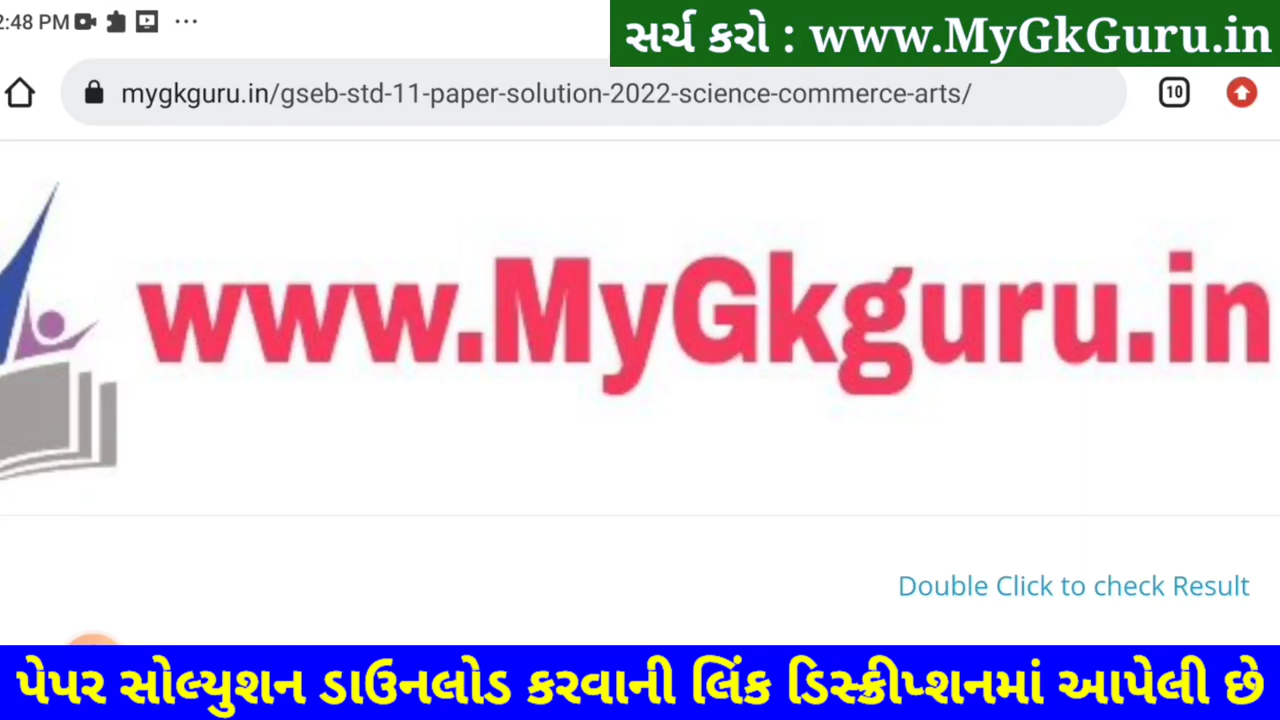 2:48 PM
સર્ચ કરો : www.MyGkGuru.in
mygkguru.in/gseb-std-11-paper-solution-2022-science-commerce-arts/
10
www.MyGkguru.in
Double Click to check Result
પેપર સોલ્યુશન ડાઉનલોડ કરવાની લિંક ડિસ્ક્રીપ્શનમાં આપેલી છે